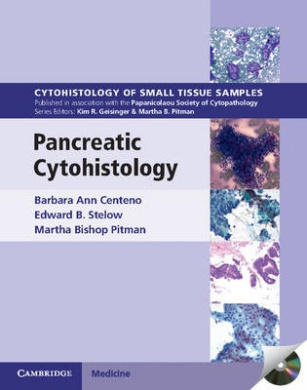 CYTOHISTOLOGY OF SMALL TISSUE SAMPLES
Published in association with the Papanicolaou Society of Cytopathology
Series Editors: Kim R. Geisinger & Martha B. Pitman
Pancreatic
Cytohistology
Barbara Ann Centeno
Edward B. Stelow
Martha Bishop Pitman
CAMBRIDGE
Medicine